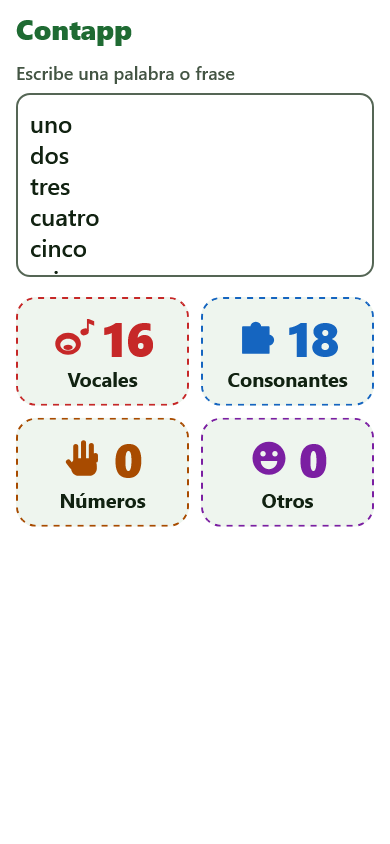 Contapp
Escribe una palabra o frase
uno
dos
tres
cuatro
cinco
16
Vocales
18
Consonantes
0
Números
0
Otros